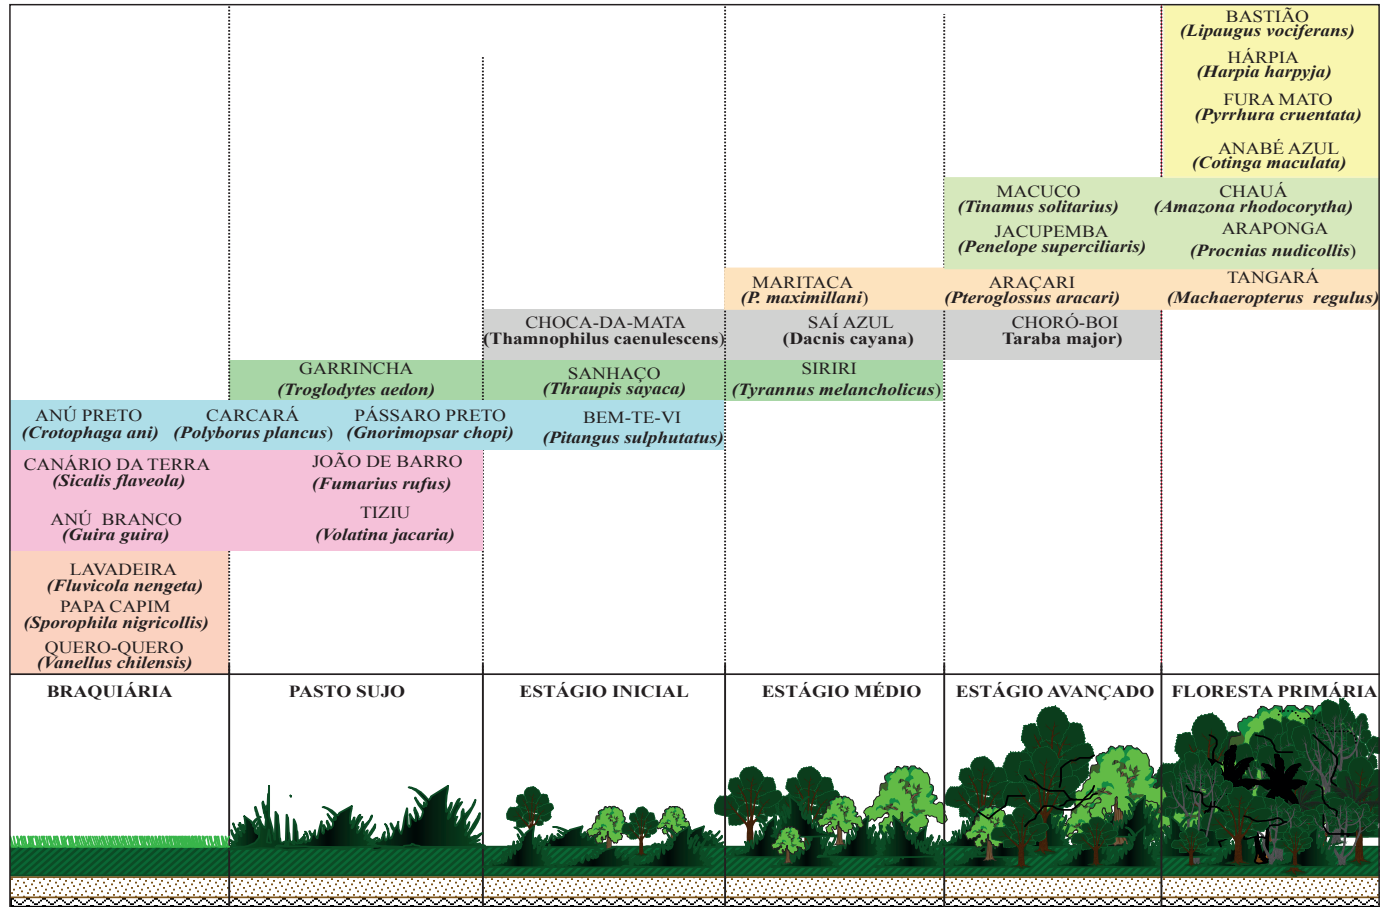 BASTIÃO
(Lipaugus vociferans)
HÁRPIA
(Harpia harpyja)
FURA MATO
(Pyrrhura cruentata)
ANABÉ AZUL
(Cotinga maculata)
MACUCO
(Tinamus solitarius)
CHAUÁ
(Amazona rhodocorytha)
JACUPEMBA
(Penelope superciliaris)
ARAPONGA
(Procnias nudicollis)
MARITACA
(P. maximillani)
ARAÇARI
(Pteroglossus aracari)
TANGARÁ
(Machaeropterus regulus)
CHOCA-DA-MATA
(Thamnophilus caenulescens)
SAÍ AZUL
(Dacnis cayana)
CHORÓ-BOI
Taraba major)
GARRINCHA
(Troglodytes aedon)
SANHAÇO
(Thraupis sayaca)
SIRIRI
(Tyrannus melancholicus)
ANÚ PRETO
(Crotophaga ani)
CARCARÁ
(Polyborus plancus)
PÁSSARO PRETO
(Gnorimopsar chopi)
BEM-TE-VI
(Pitangus sulphutatus)
CANÁRIO DA TERRA
(Sicalis flaveola)
JOÃO DE BARRO
(Fumarius rufus)
ANÚ BRANCO
(Guira guira)
TIZIU
(Volatina jacaria)
LAVADEIRA
(Fluvicola nengeta)
PAPA CAPIM
(Sporophila nigricollis)
QUERO-QUERO
(Vanellus chilensis)
BRAQUIÁRIA
PASTO SUJO
ESTÁGIO INICIAL
ESTÁGIO MÉDIO
ESTÁGIO AVANÇADO
FLORESTA PRIMÁRIA